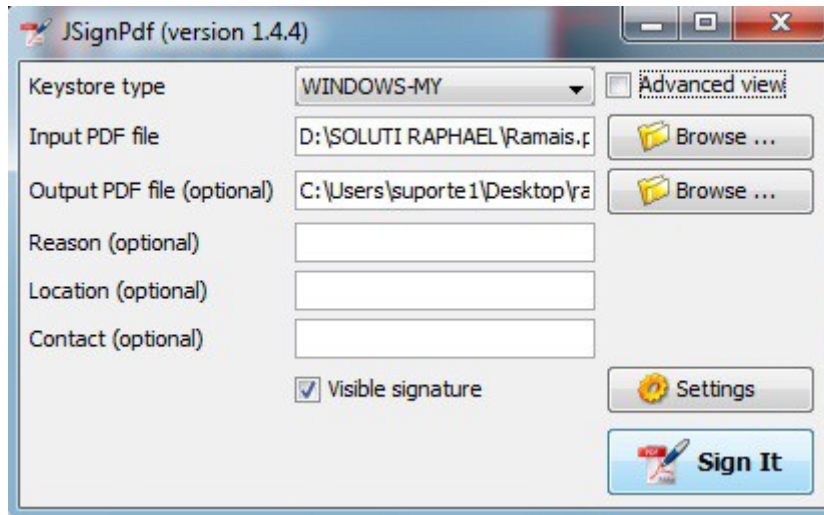 JSignPdf (version 1.4.4)
Keystore type WINDOWS-MY Advanced view
Input PDF file D:\SOLUTI RAPHAEL\Ramais.p Browse ...
Output PDF file (optional) C:\Users\suporte1\Desktop\ra Browse ...
Reason (optional)
Location (optional)
Contact (optional)
Visible signature Settings
Sign It